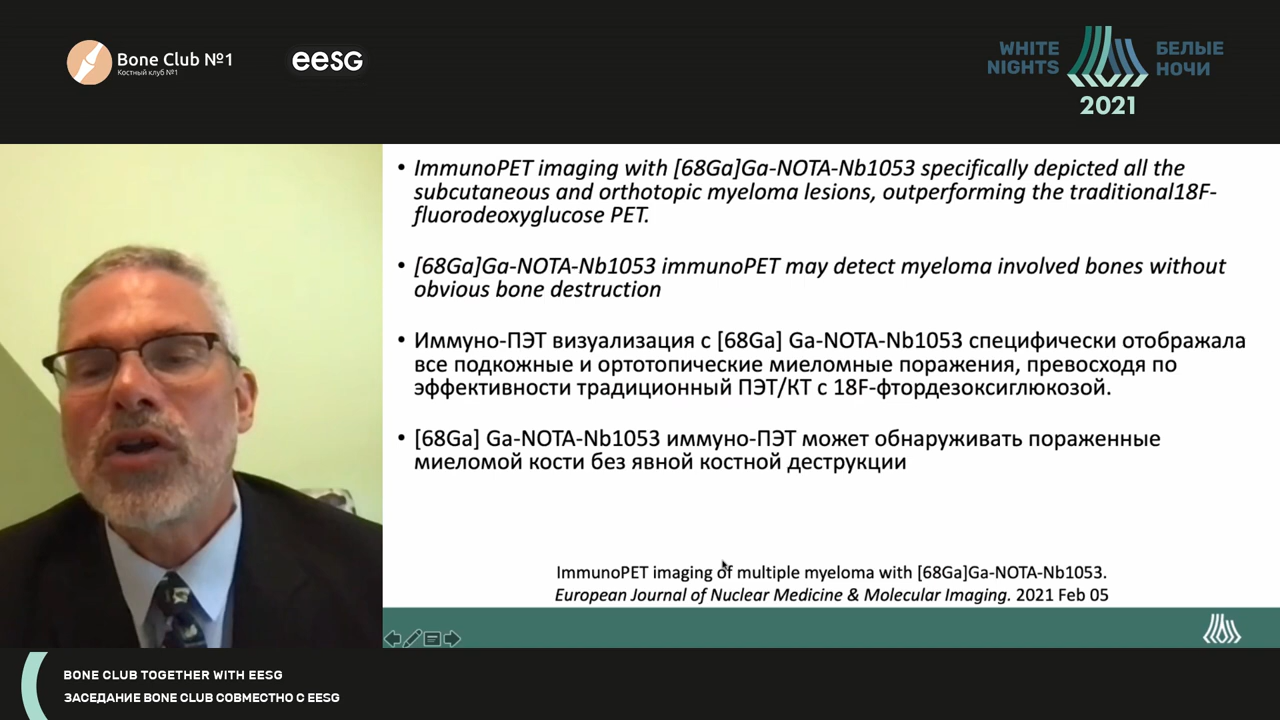 Bone Club №1
Костный клуб №1
eesg
WHITE NIGHTS
БЕЛЫЕ НОЧИ
2021
• ImmunoPET imaging with [68Ga]Ga-NOTA-Nb1053 specifically depicted all the
subcutaneous and orthotopic myeloma lesions, outperforming the traditional18F-
fluorodeoxyglucose PET.
• [68Ga]Ga-NOTA-Nb1053 immunoPET may detect myeloma involved bones without
obvious bone destruction
• Иммуно-ПЭТ визуализация с [68Ga] Ga-NOTA-Nb1053 специфически отображала
все подкожные и ортотопические миеломные поражения, превосходя по
эффективности традиционный ПЭТ/КТ с 18F-фтордезоксиглюкозой.
• [68Ga] Ga-NOTA-Nb1053 иммуно-ПЭТ может обнаруживать пораженные
миеломой кости без явной костной деструкции
ImmunoPET imaging of multiple myeloma with [68Ga]Ga-NOTA-Nb1053.
European Journal of Nuclear Medicine & Molecular Imaging. 2021 Feb 05
BONE CLUB TOGETHER WITH EESG
ЗАСЕДАНИЕ BONE CLUB СОВМЕСТНО С EESG